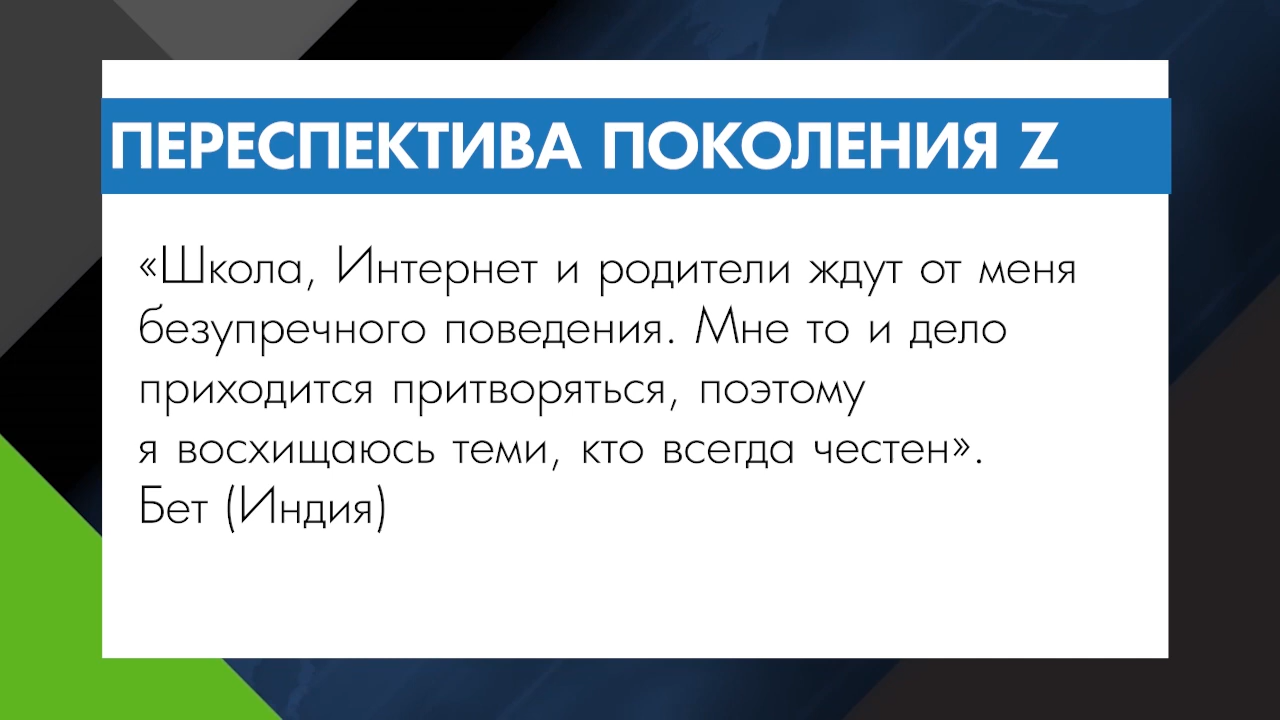 ПЕРЕСПЕКТИВА ПОКОЛЕНИЯ Z
«Школа, Интернет и родители ждут от меня
безупречного поведения. Мне то и дело
приходится притворяться, поэтому
я восхищаюсь теми, кто всегда честен».
Бет (Индия)